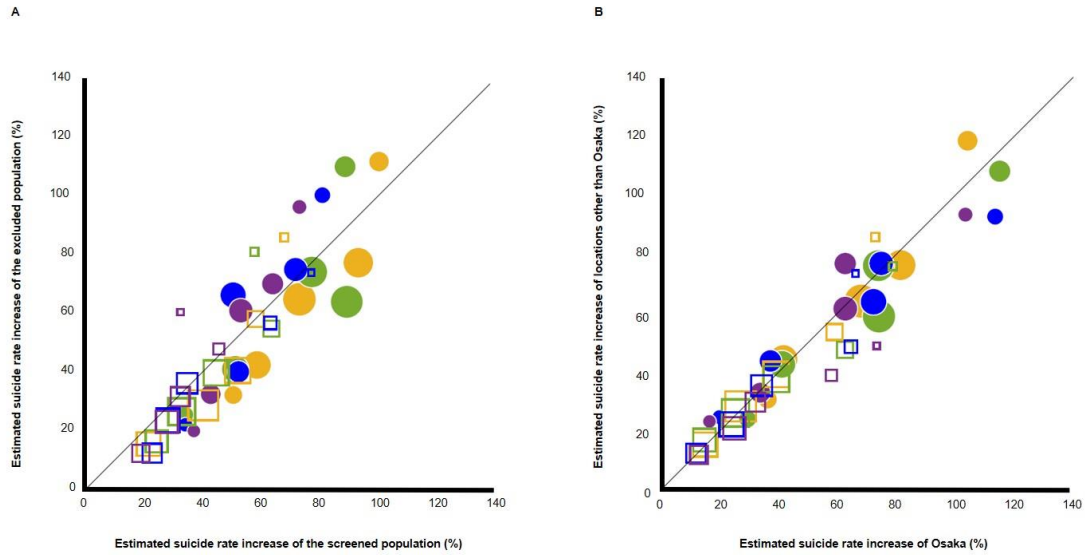 A
B
Estimated suicide rate increase of the excluded population (%)
140
120
100
80
60
40
20
0
0 20 40 60 80 100 120 140
Estimated suicide rate increase of the screened population (%)
Estimated suicide rate increase of locations other than Osaka (%)
140
120
100
80
60
40
20
0
0 20 40 60 80 100 120 140
Estimated suicide rate increase of Osaka (%)